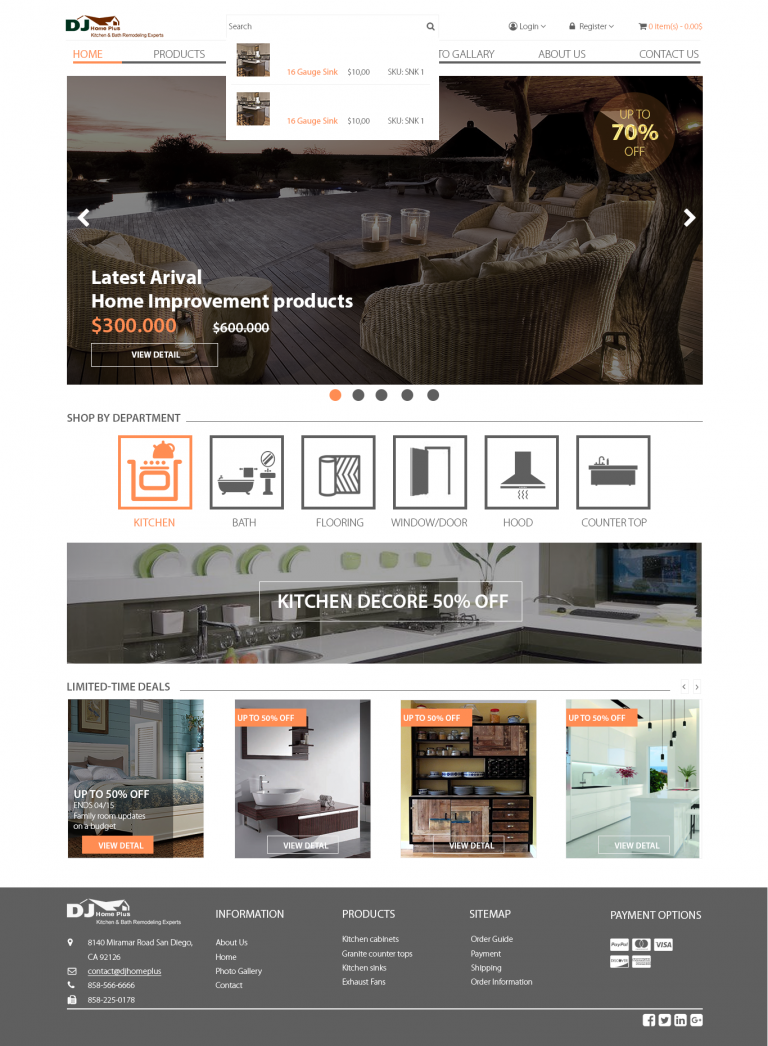 DJ Home Plus
Kitchen & Bath Remodeling Experts
Search
Login
Register
0 item(s) - 0,00$
HOME
PRODUCTS
TO GALLARY
ABOUT US
CONTACT US
16 Gauge Sink $10,00 SKU: SNK 1
16 Gauge Sink $10,00 SKU: SNK 1
UP TO
70%
OFF
Latest Arival
Home Improvement products
$300.000 $600.000
VIEW DETAIL
SHOP BY DEPARTMENT
KITCHEN
BATH
FLOORING
WINDOW/DOOR
HOOD
COUNTER TOP
KITCHEN DECORE 50% OFF
LIMITED-TIME DEALS
UP TO 50% OFF
ENDS 04/15
Family room updates
on a budget
VIEW DETAL
UP TO 50% OFF
VIEW DETAL
UP TO 50% OFF
VIEW DETAL
UP TO 50% OFF
VIEW DETAL
DJ Home Plus
Kitchen & Bath Remodeling Experts
8140 Miramar Road San Diego,
CA 92126
contact@djhomeplus
858-566-6666
858-225-0178
INFORMATION
About Us
Home
Photo Gallery
Contact
PRODUCTS
Kitchen cabinets
Granite counter tops
Kitchen sinks
Exhaust Fans
SITEMAP
Order Guide
Payment
Shipping
Order Information
PAYMENT OPTIONS
PayPal
VISA
DISCOVER